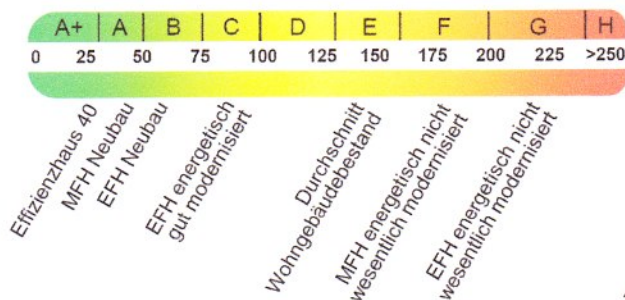 A+ A B C D E F G H
0 25 50 75 100 125 150 175 200 225 >250
Effizienzhaus 40
MFH Neubau
EFH Neubau
EFH energetisch
gut modernisiert
Durchschnitt
Wohngebäudebestand
MFH energetisch nicht
wesentlich modernisiert
EFH energetisch nicht
wesentlich modernisiert